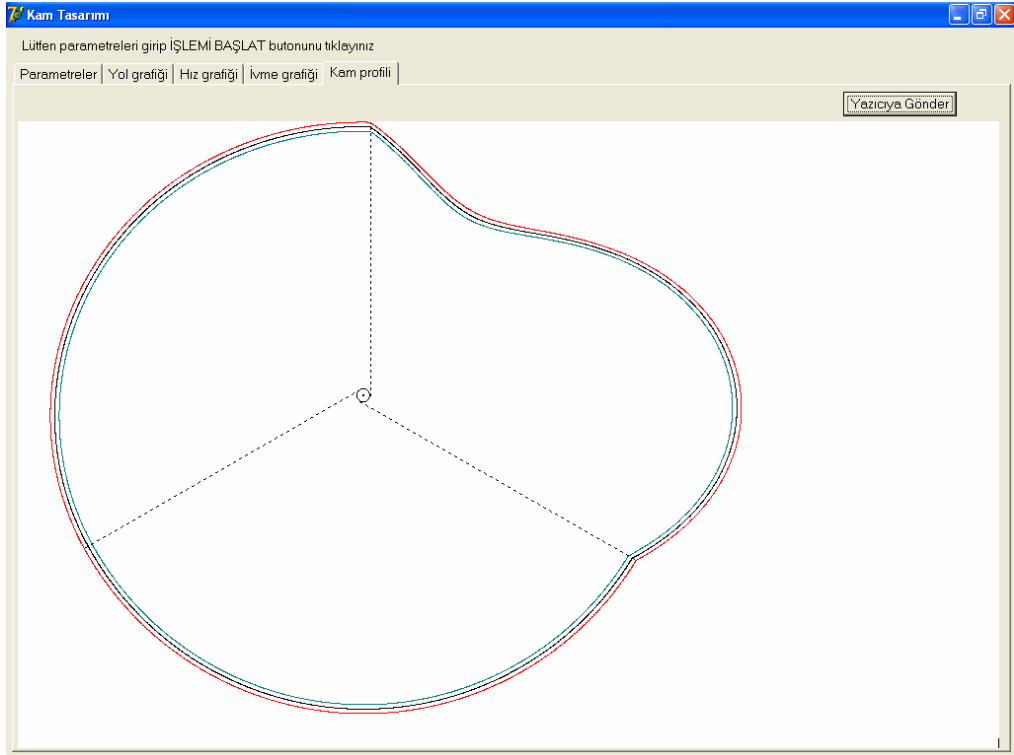 Kam Tasarımı
Lütfen parametreleri girip İŞLEMİ BAŞLAT butonunu tıklayınız
Parametreler Yol grafiği Hız grafiği İvme grafiği Kam profili
Yazıcıya Gönder